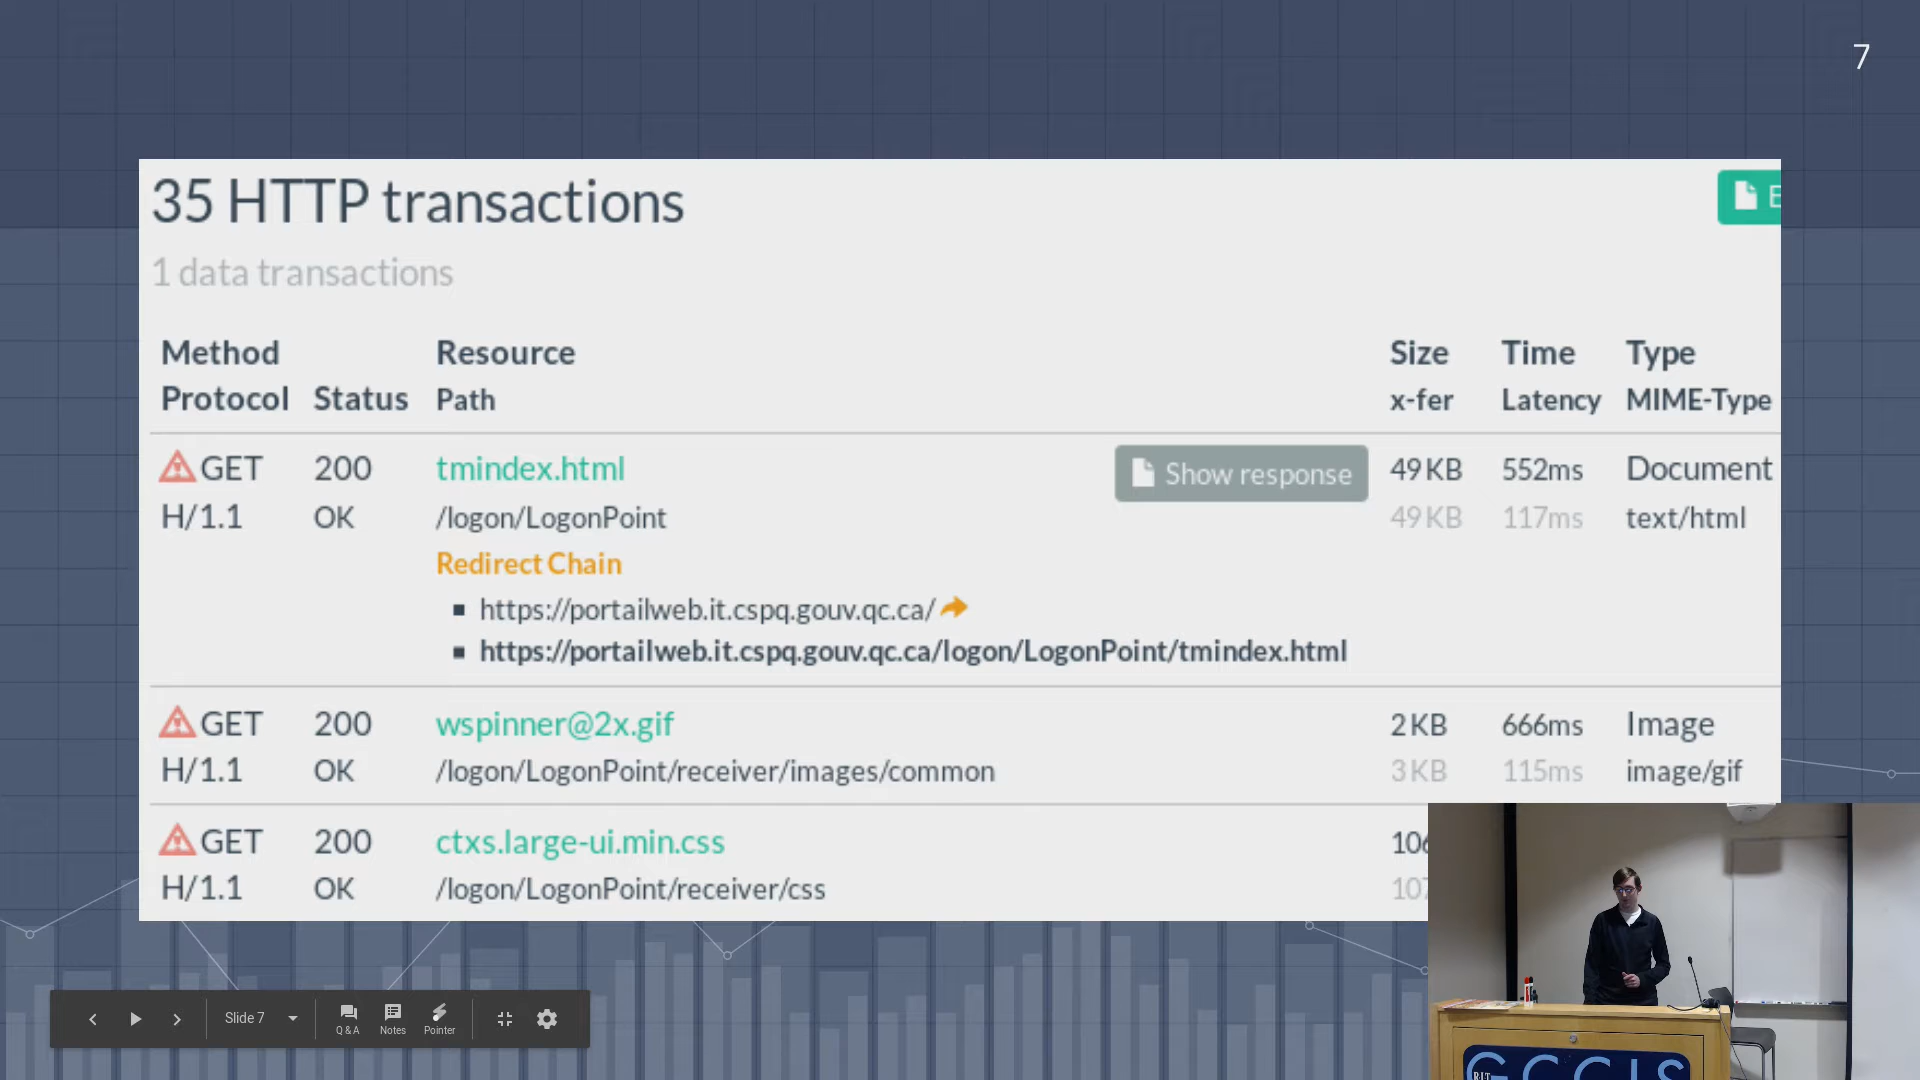 7
35 HTTP transactions
1 data transactions
Method Resource Size Time Type
Protocol Status Path x-fer Latency MIME-Type
GET 200 tmindex.html Show response 49 KB 552ms Document
H/1.1 OK /logon/LogonPoint 49 KB 117ms text/html
Redirect Chain
https://portailweb.it.cspq.gouv.qc.ca/
https://portailweb.it.cspq.gouv.qc.ca/logon/LogonPoint/tmindex.html
GET 200 wspinner@2x.gif 2 KB 666ms Image
H/1.1 OK /logon/LogonPoint/receiver/images/common 3 KB 115ms image/gif
GET 200 ctxs.large-ui.min.css 106
H/1.1 OK /logon/LogonPoint/receiver/css 107
Slide 7
Q & A Notes Pointer
RIT
GCCIS